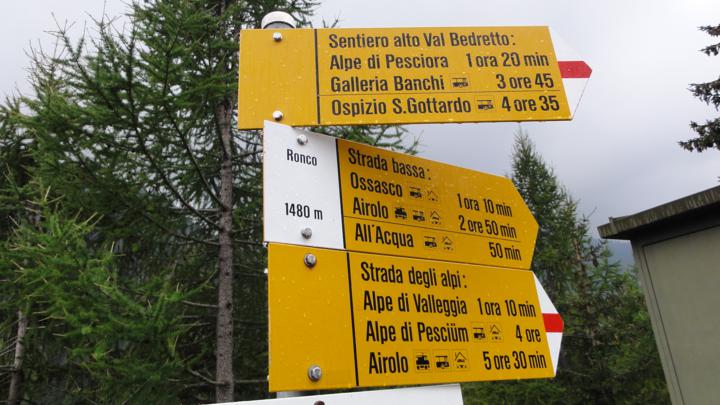 Sentiero alto Val Bedretto:
Alpe di Pesciora 1 ora 20 min
Galleria Banchi 3 ore 45
Ospizio S.Gottardo 4 ore 35
Ronco
1480 m
Strada bassa:
Ossasco 1 ora 10 min
Airolo 2 ore 50 min
All'Acqua 50 min
Strada degli alpi:
Alpe di Valleggia 1 ora 10 min
Alpe di Pesciüm 4 ore
Airolo 5 ore 30 min